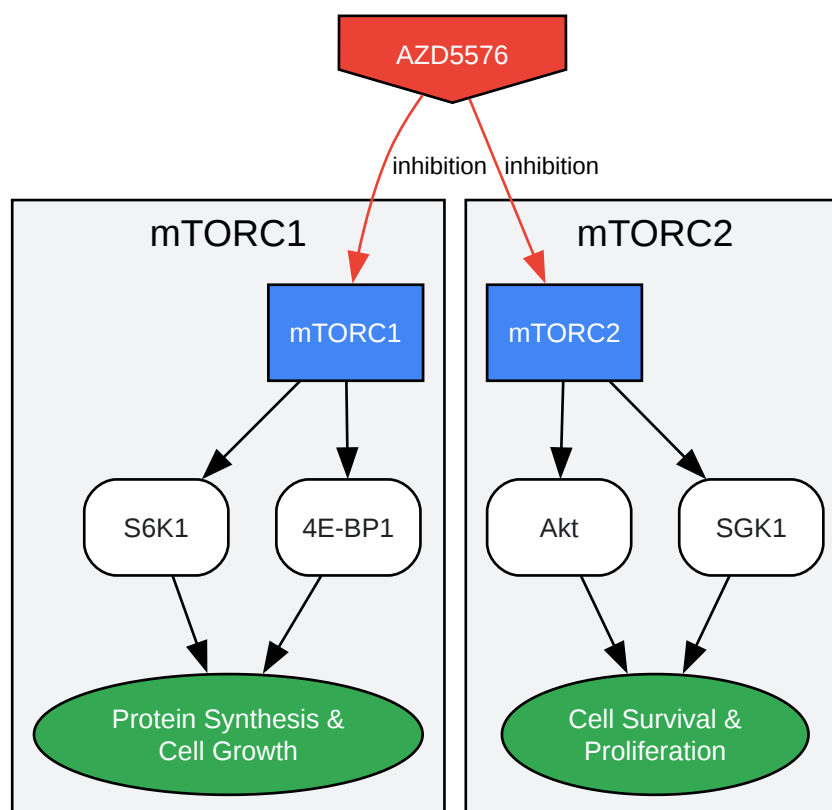 AZD5576
inhibition inhibition
mTORC1 mTORC2
mTORC1 mTORC2
S6K1 4E-BP1 Akt SGK1
Protein Synthesis & Cell Survival &
Cell Growth Proliferation